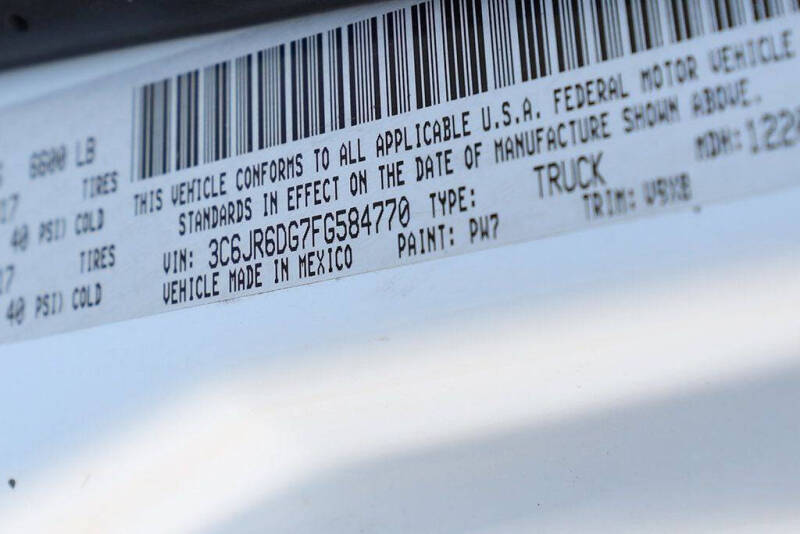 6600 LB
TIRES
40 PSI) COLD
TIRES
40 PSI) COLD
THIS VEHICLE CONFORMS TO ALL APPLICABLE U.S.A. FEDERAL MOTOR VEHICLE
STANDARDS IN EFFECT ON THE DATE OF MANUFACTURE SHOWN ABOVE.
VIN: 3C6JR6DG7FG584770 TYPE: TRUCK MDH:
VEHICLE MADE IN MEXICO PAINT: PW7 TRIM: